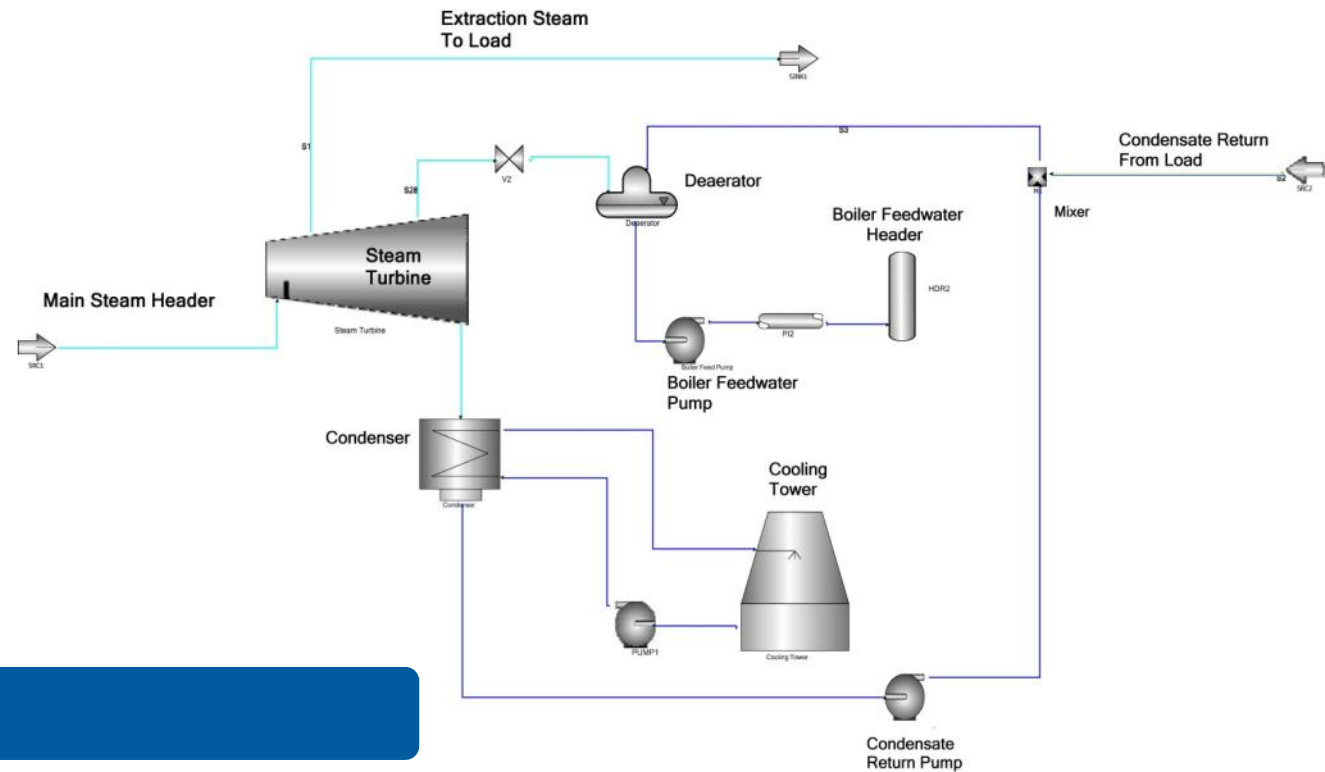 Extraction Steam
To Load
SINK1
S1
S3
Condensate Return
From Load
S2
SRC2
V2
S28
Deaerator
Deaerator
M1
Mixer
Boiler Feedwater
Header
HDR2
Steam
Turbine
Main Steam Header
Steam Turbine
SRC1
PI2
Boiler Feed Pump
Boiler Feedwater
Pump
Condenser
Condenser
Cooling
Tower
PUMP1
Cooling Tower
Condensate
Return Pump